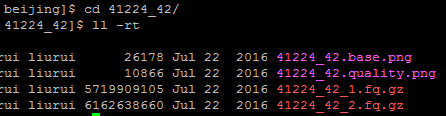 beijing]$ cd 41224_42/
41224_42]$ ll -rt
rui liurui 26178 Jul 22 2016 41224_42.base.png
rui liurui 10866 Jul 22 2016 41224_42.quality.png
rui liurui 5719909105 Jul 22 2016 41224_42_1.fq.gz
rui liurui 6162638660 Jul 22 2016 41224_42_2.fq.gz